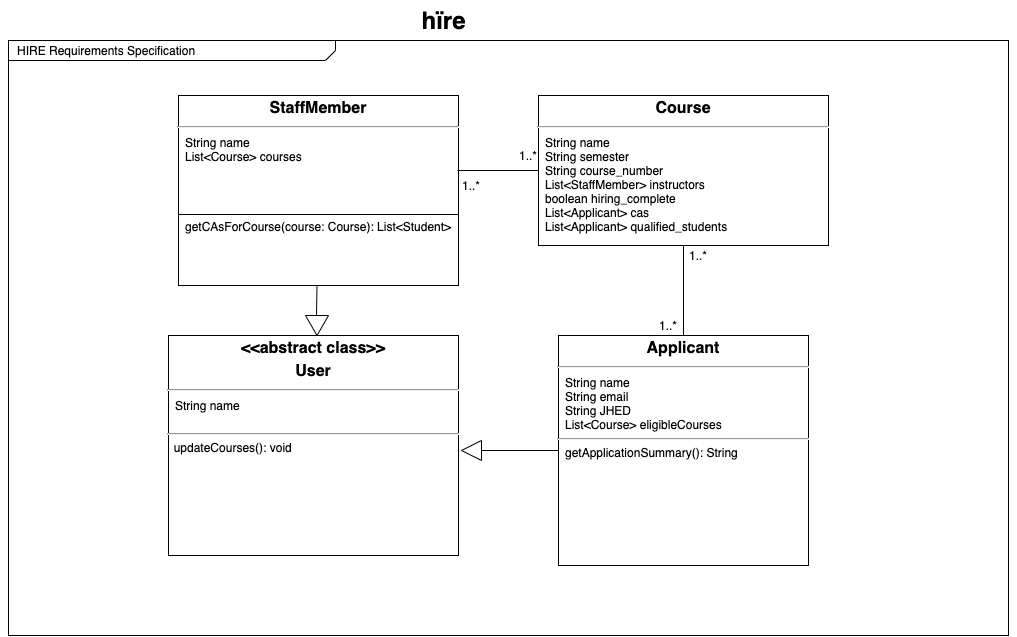 hïre
HIRE Requirements Specification
StaffMember
String name
List<Course> courses
getCAsForCourse(course: Course): List<Student>
1..*
1..*
Course
String name
String semester
String course_number
List<StaffMember> instructors
boolean hiring_complete
List<Applicant> cas
List<Applicant> qualified_students
1..*
1..*
<<abstract class>>
User
String name
updateCourses(): void
Applicant
String name
String email
String JHED
List<Course> eligibleCourses
getApplicationSummary(): String